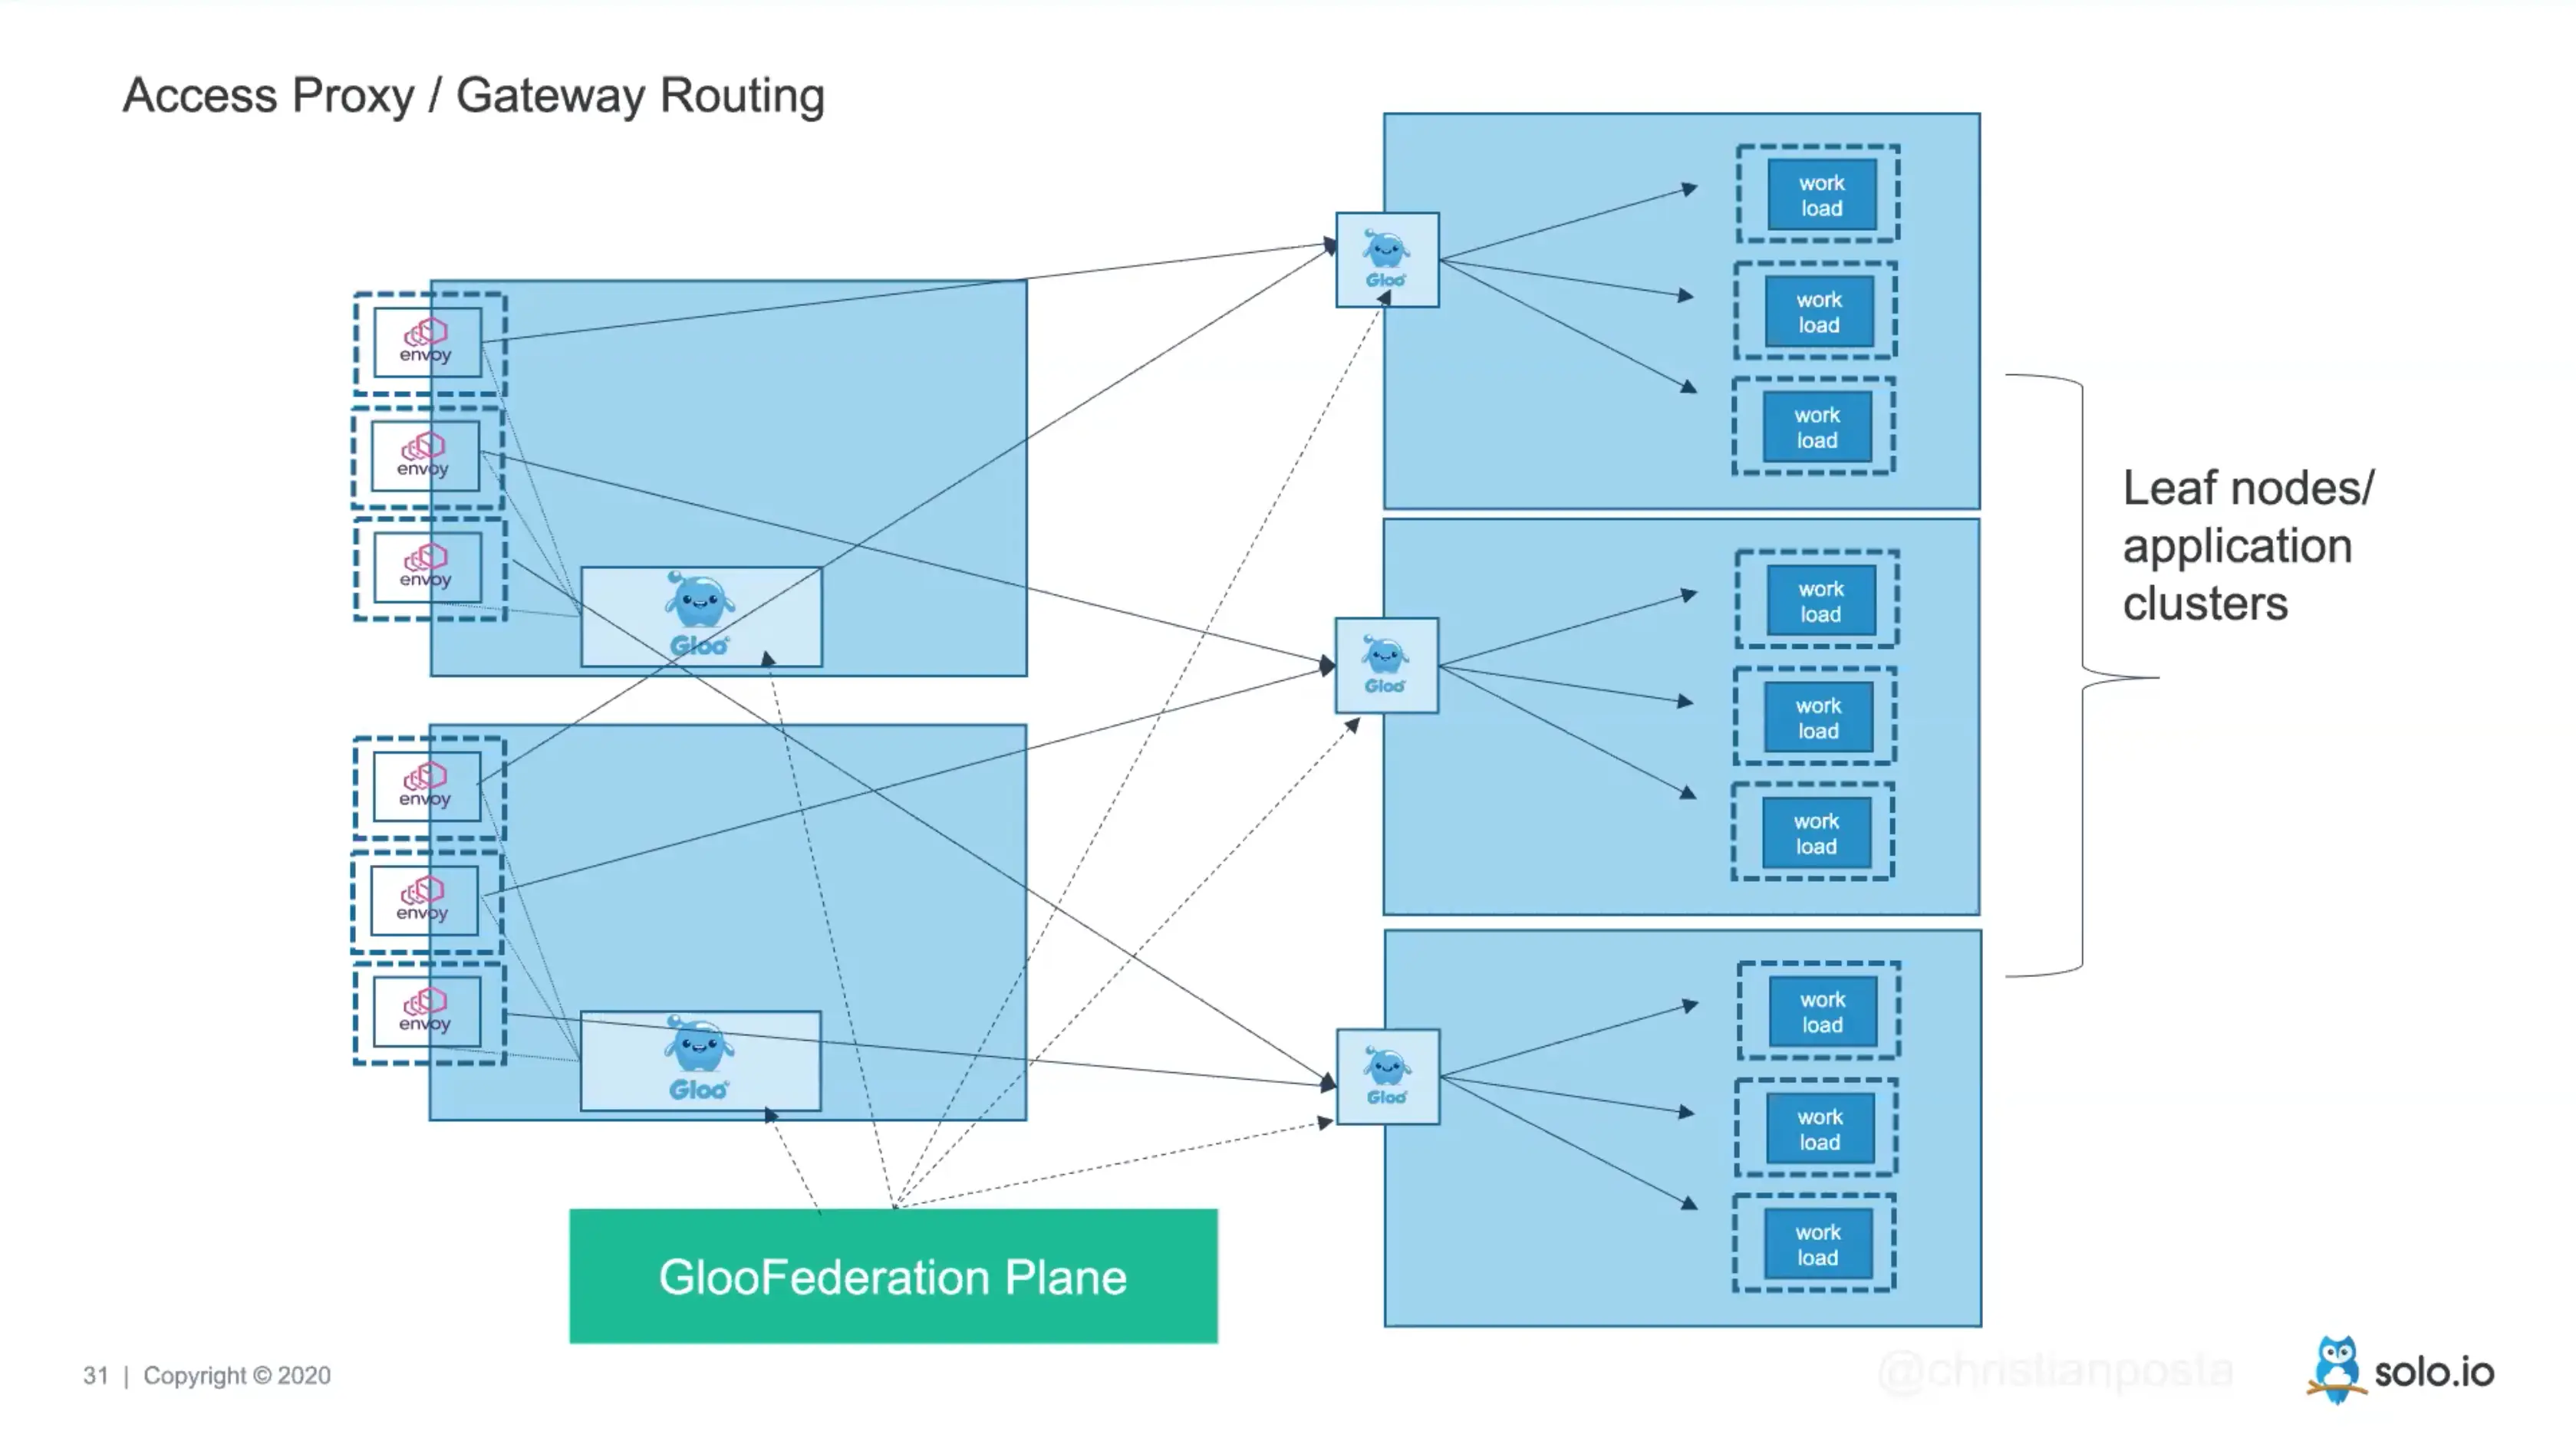 Access Proxy / Gateway Routing
envoy
envoy
envoy
Gloo
envoy
envoy
envoy
Gloo
GlooFederation Plane
Gloo
work
load
work
load
work
load
Gloo
work
load
work
load
work
load
Gloo
work
load
work
load
work
load
Leaf nodes/
application
clusters
31 | Copyright © 2020
@christianposta
solo.io